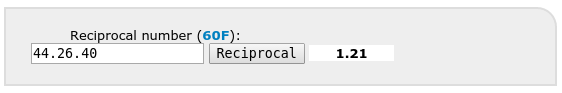 Reciprocal number (60F):
44.26.40 Reciprocal 1.21